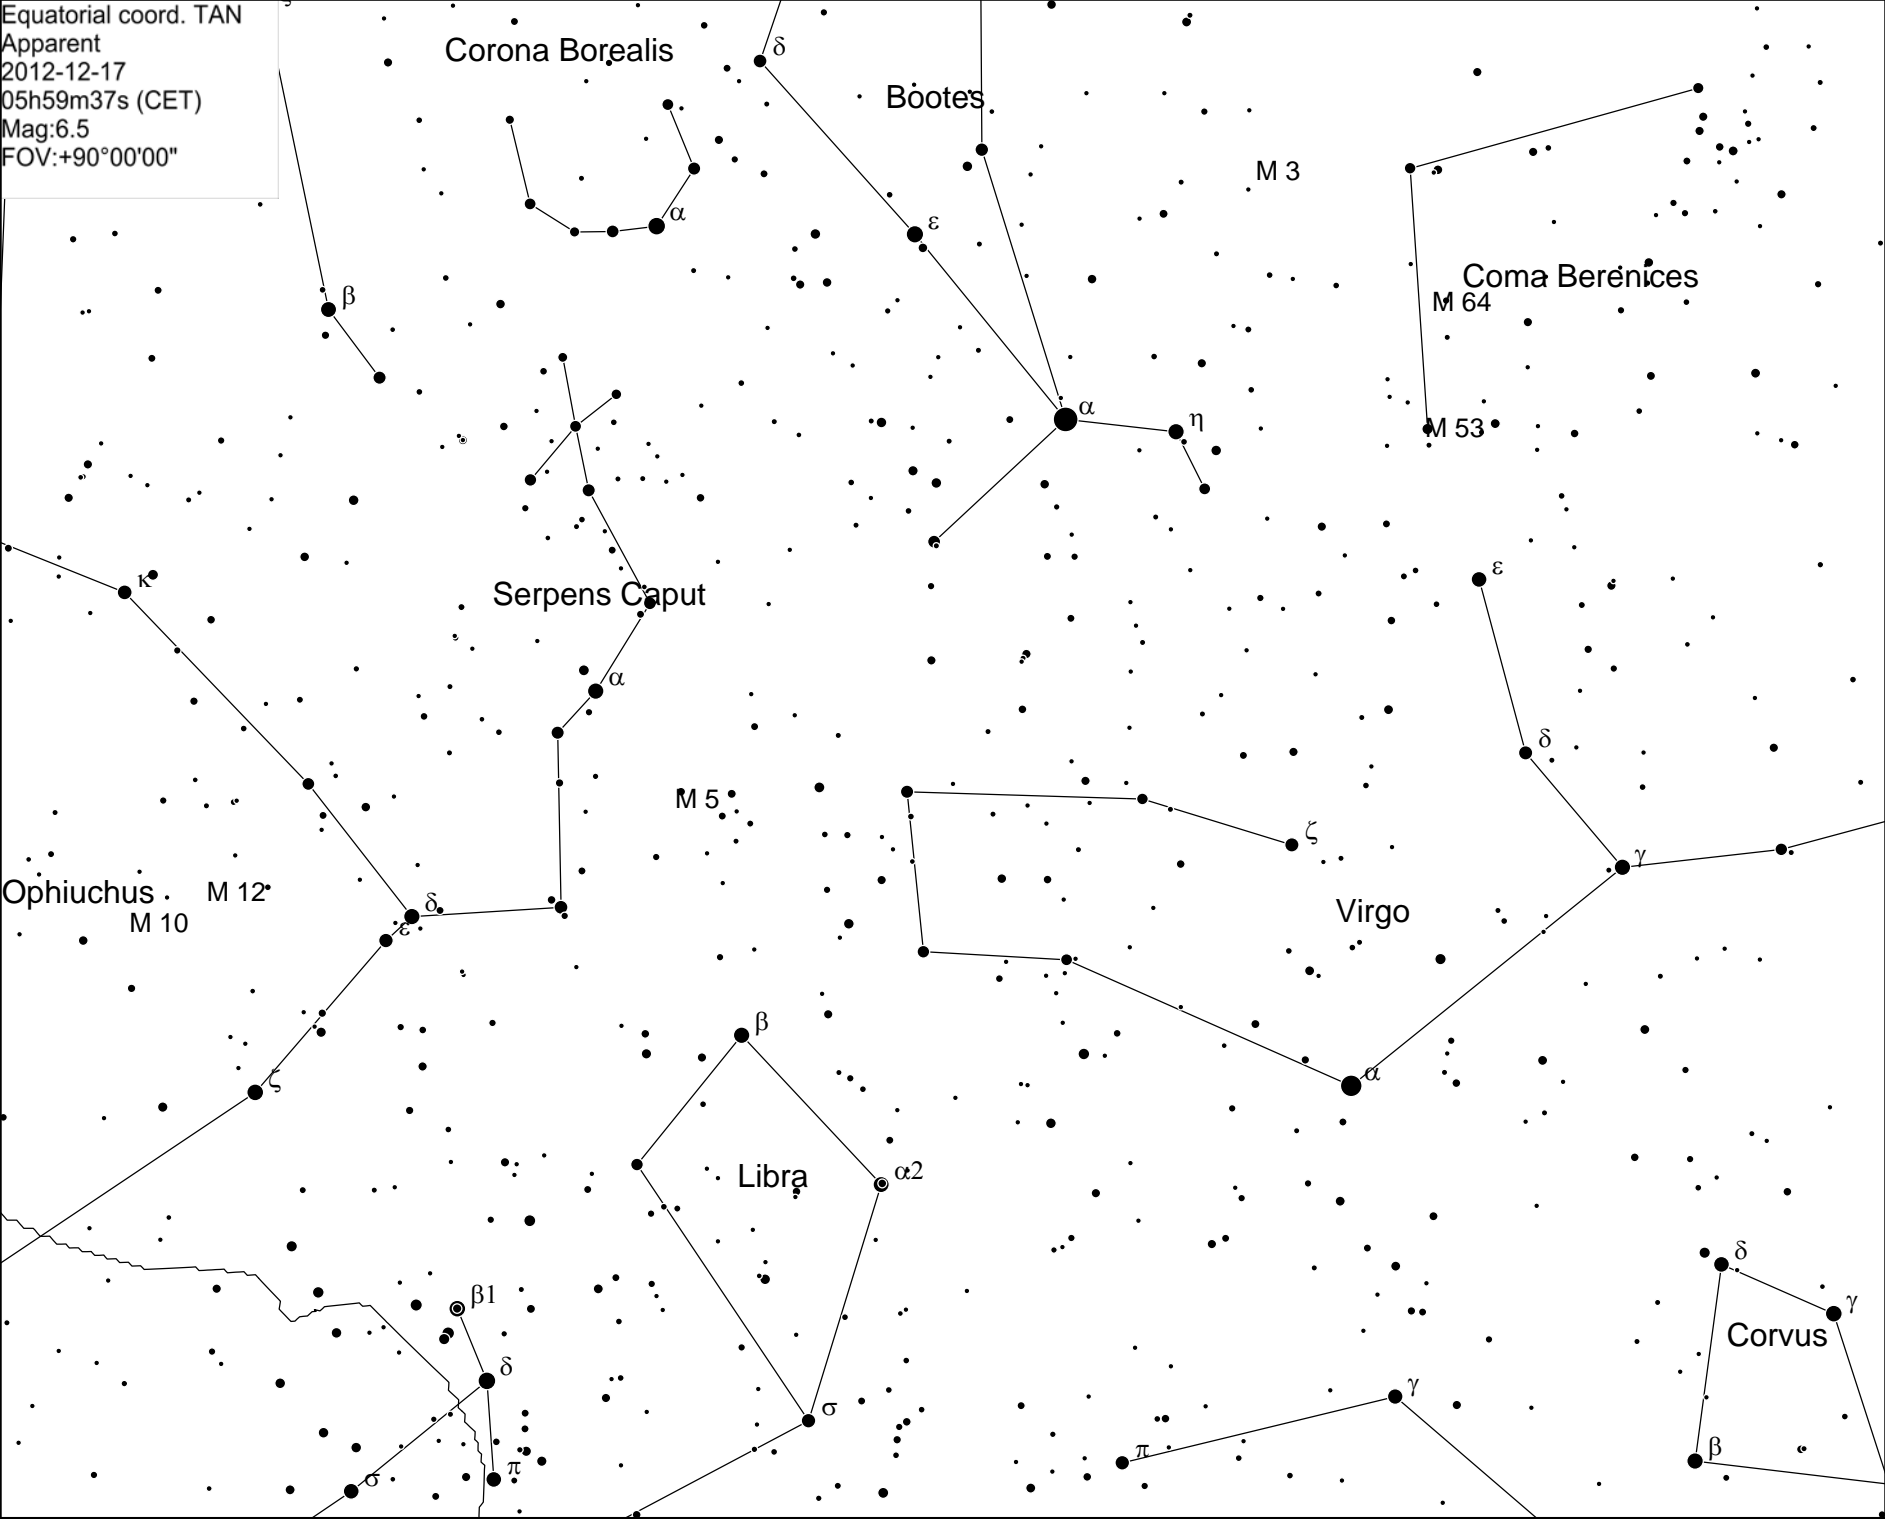 Equatorial coord. TAN
Apparent
2012-12-17
05h59m37s (CET)
Mag:6.5
FOV:+90°00'00"
Corona Borealis
δ
Bootes
M 3
α
ε
Coma Berenices
β
M 64
α
η
M 53
κ
ε
Serpens Caput
α
δ
M 5
ζ
γ
Ophiuchus
M 12
δ
Virgo
M 10
ε
β
ζ
α
Libra
α2
δ
β1
γ
Corvus
δ
γ
σ
β
π
π
σ